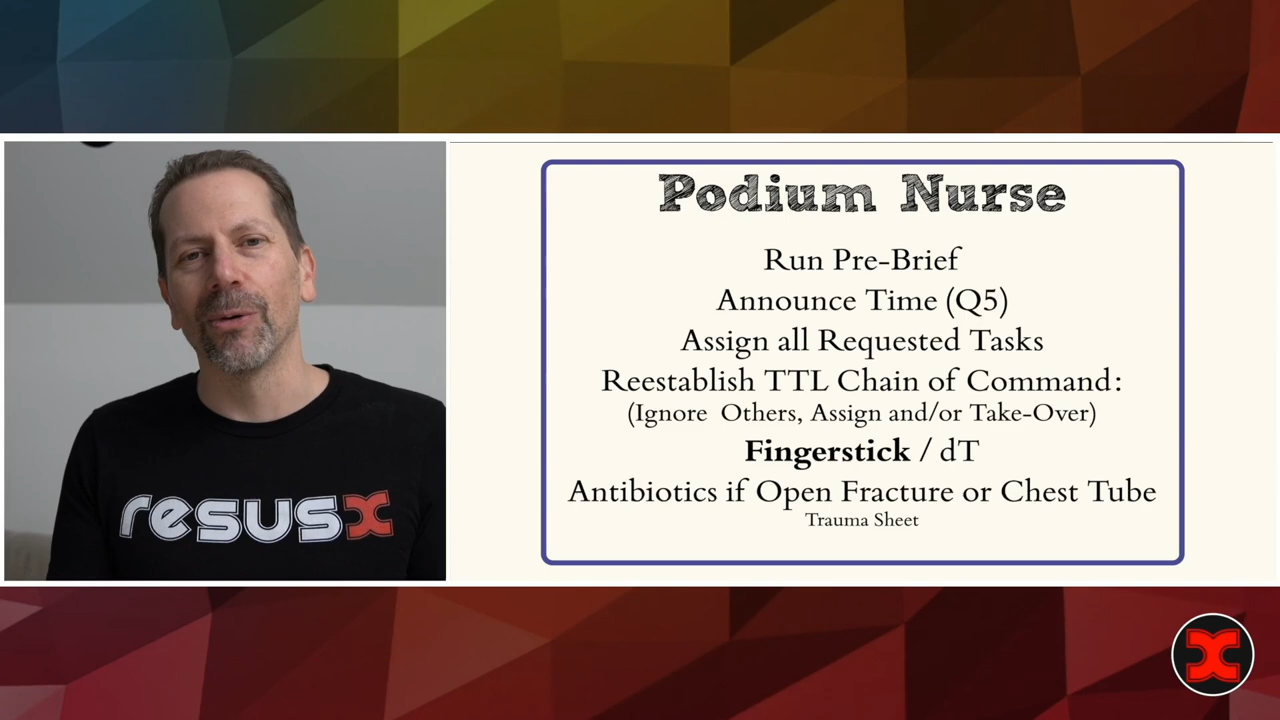 resusx
Podium Nurse
Run Pre-Brief
Announce Time (Q5)
Assign all Requested Tasks
Reestablish TTL Chain of Command:
(Ignore Others, Assign and/or Take-Over)
Fingerstick / dT
Antibiotics if Open Fracture or Chest Tube
Trauma Sheet